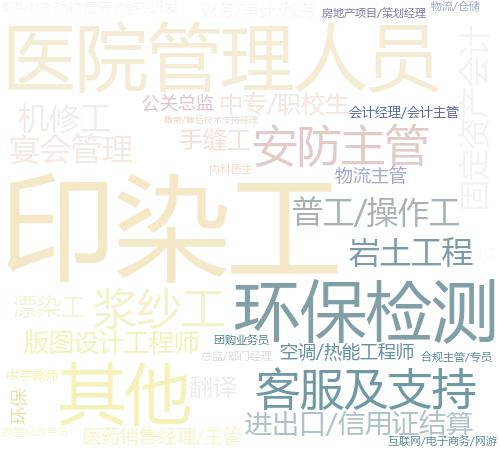 配菜/打荷
动物营养/饲料研发
财务/审计/税务
房地产项目/策划经理
物流/仓储
医院管理人员
固定资产会计
公关总监
中专/职校生
会计经理/会计主管
机修工
售前/售后技术支持经理
宴会管理
手缝工
安防主管
内科医生
物流主管
印染工
普工/操作工
岩土工程
木工
环保检测
漂染工
浆纱工
版图设计工程师
团购业务员
总监/部门经理
空调/热能工程师
合规主管/专员
中学教师
其他
翻译
客服及支持
环保
进出口/信用证结算
医药销售经理/主管
互联网/电子商务/网游